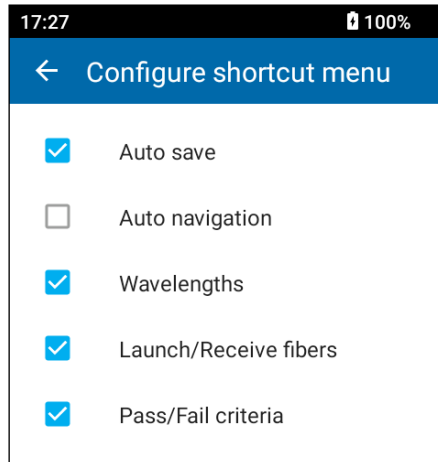 17:27 100%
Configure shortcut menu
Auto save
Auto navigation
Wavelengths
Launch/Receive fibers
Pass/Fail criteria